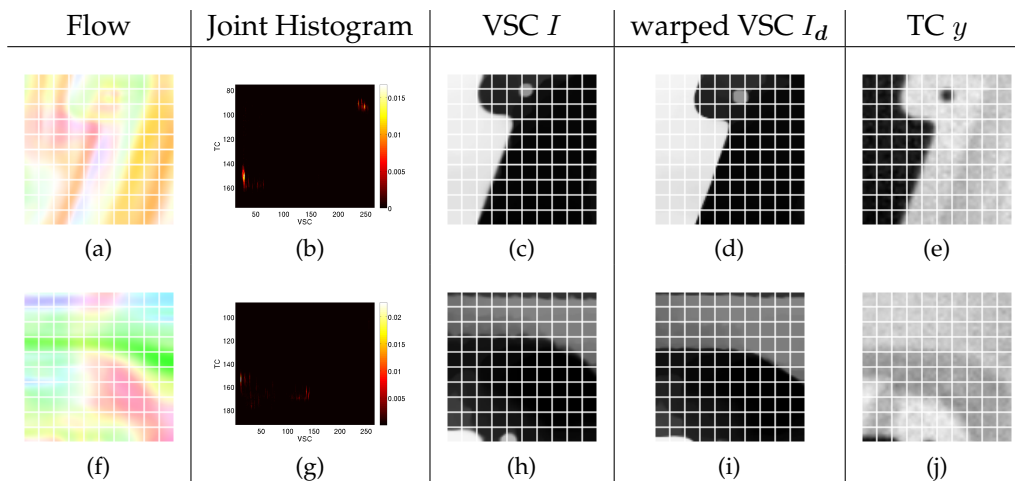 Flow Joint Histogram VSC I warped VSC I_d TC y
80
100
120
140
160
TC
50 100 150 200 250
VSC
0.015
0.01
0.005
0
(a) (b) (c) (d) (e)
100
120
140
160
180
TC
50 100 150 200 250
VSC
0.02
0.015
0.01
0.005
(f) (g) (h) (i) (j)